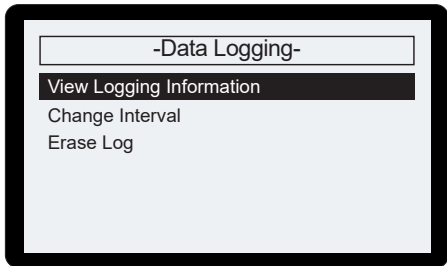 -Data Logging-
View Logging Information
Change Interval
Erase Log